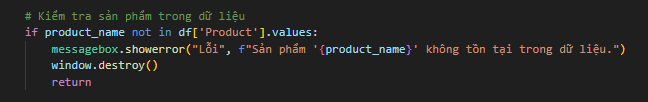 # Kiểm tra sản phẩm trong dữ liệu
if product_name not in df['Product'].values:
    messagebox.showerror("Lỗi", f"Sản phẩm '{product_name}' không tồn tại trong dữ liệu.")
    window.destroy()
    return